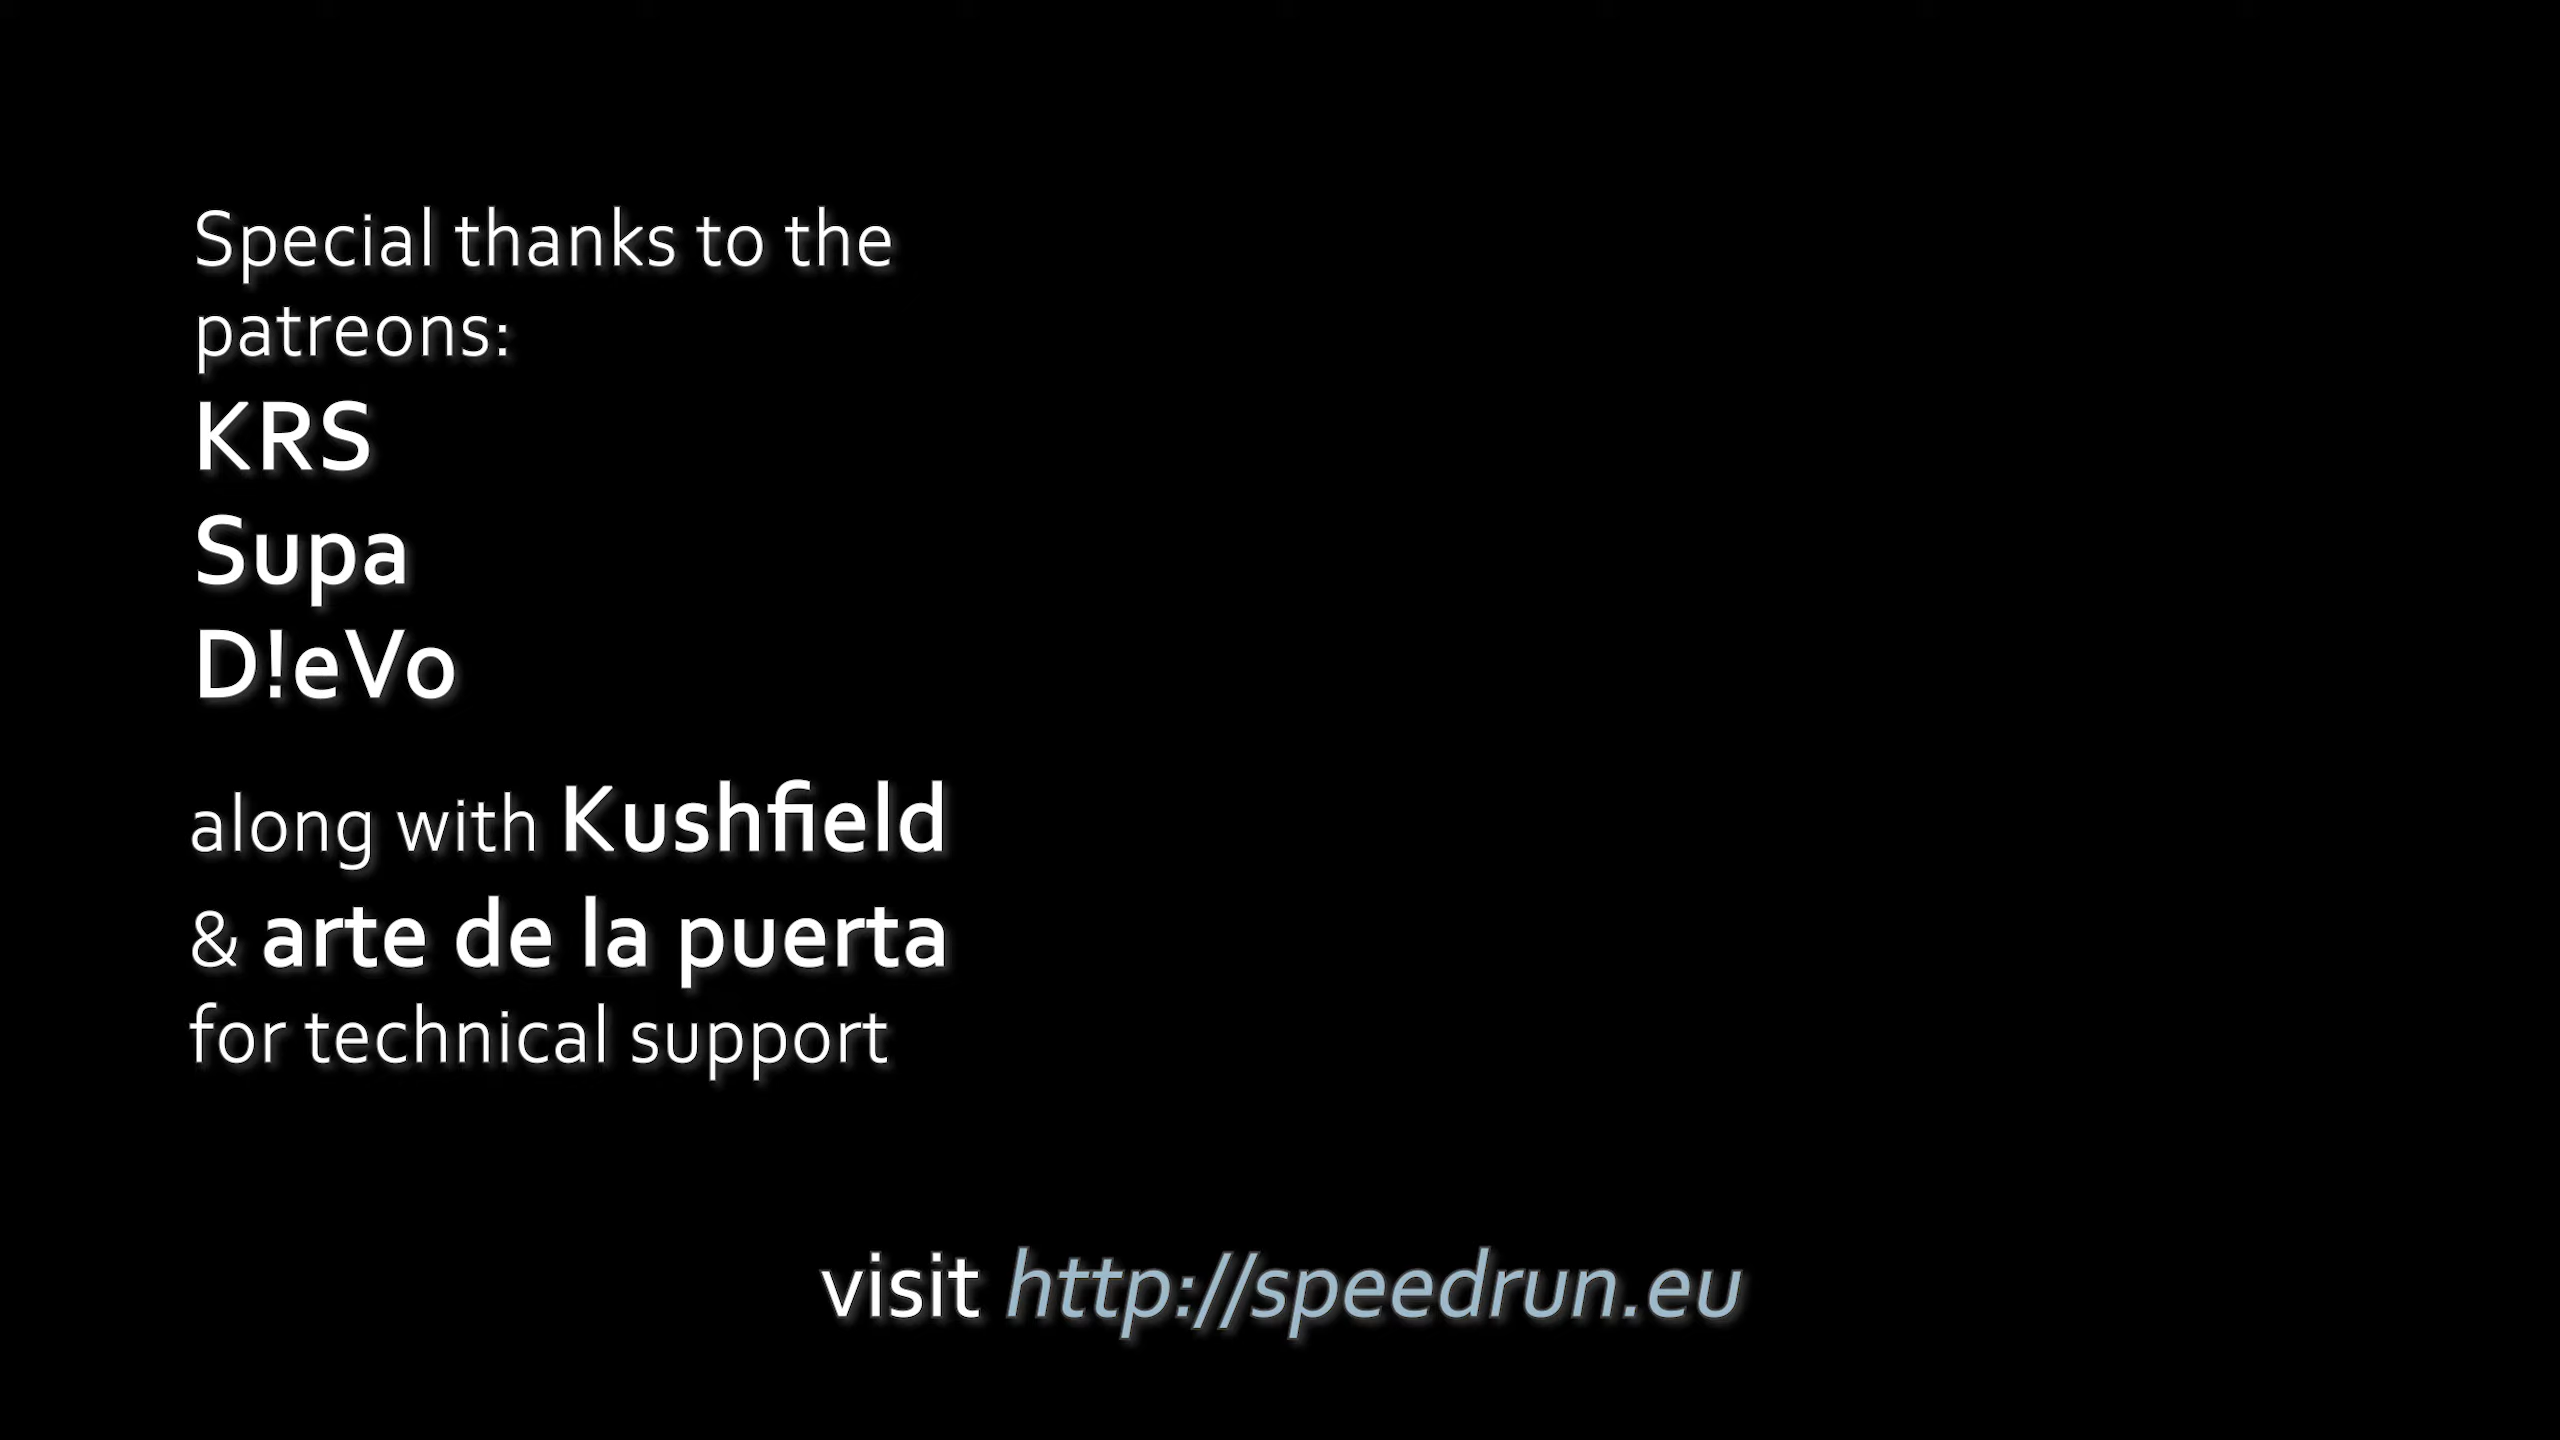 Special thanks to the
patreons:
KRS
Supa
D!eVo
along with Kushfield
& arte de la puerta
for technical support
visit http://speedrun.eu